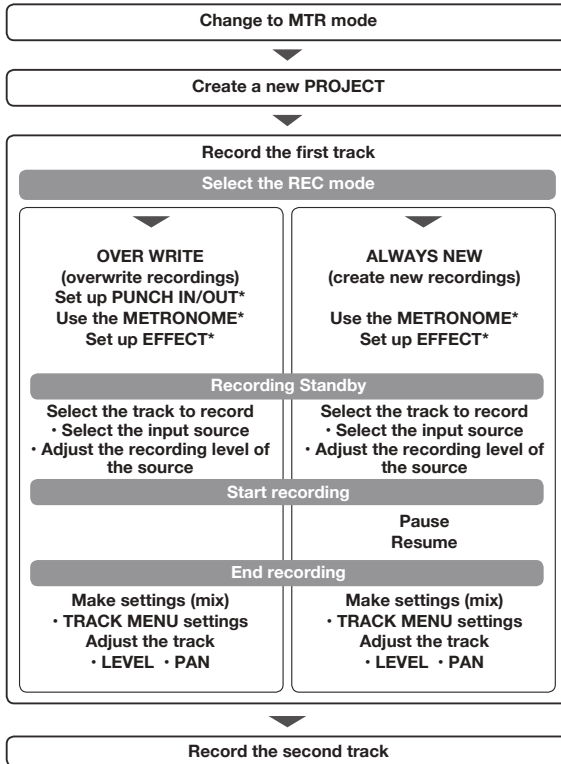 Change to MTR mode
Create a new PROJECT
Record the first track
Select the REC mode
OVER WRITE
(overwrite recordings)
Set up PUNCH IN/OUT*
Use the METRONOME*
Set up EFFECT*
ALWAYS NEW
(create new recordings)
Use the METRONOME*
Set up EFFECT*
Recording Standby
Select the track to record
・Select the input source
・Adjust the recording level of
the source
Select the track to record
・Select the input source
・Adjust the recording level of
the source
Start recording
Pause
Resume
End recording
Make settings (mix)
・TRACK MENU settings
Adjust the track
・LEVEL ・PAN
Make settings (mix)
・TRACK MENU settings
Adjust the track
・LEVEL ・PAN
Record the second track